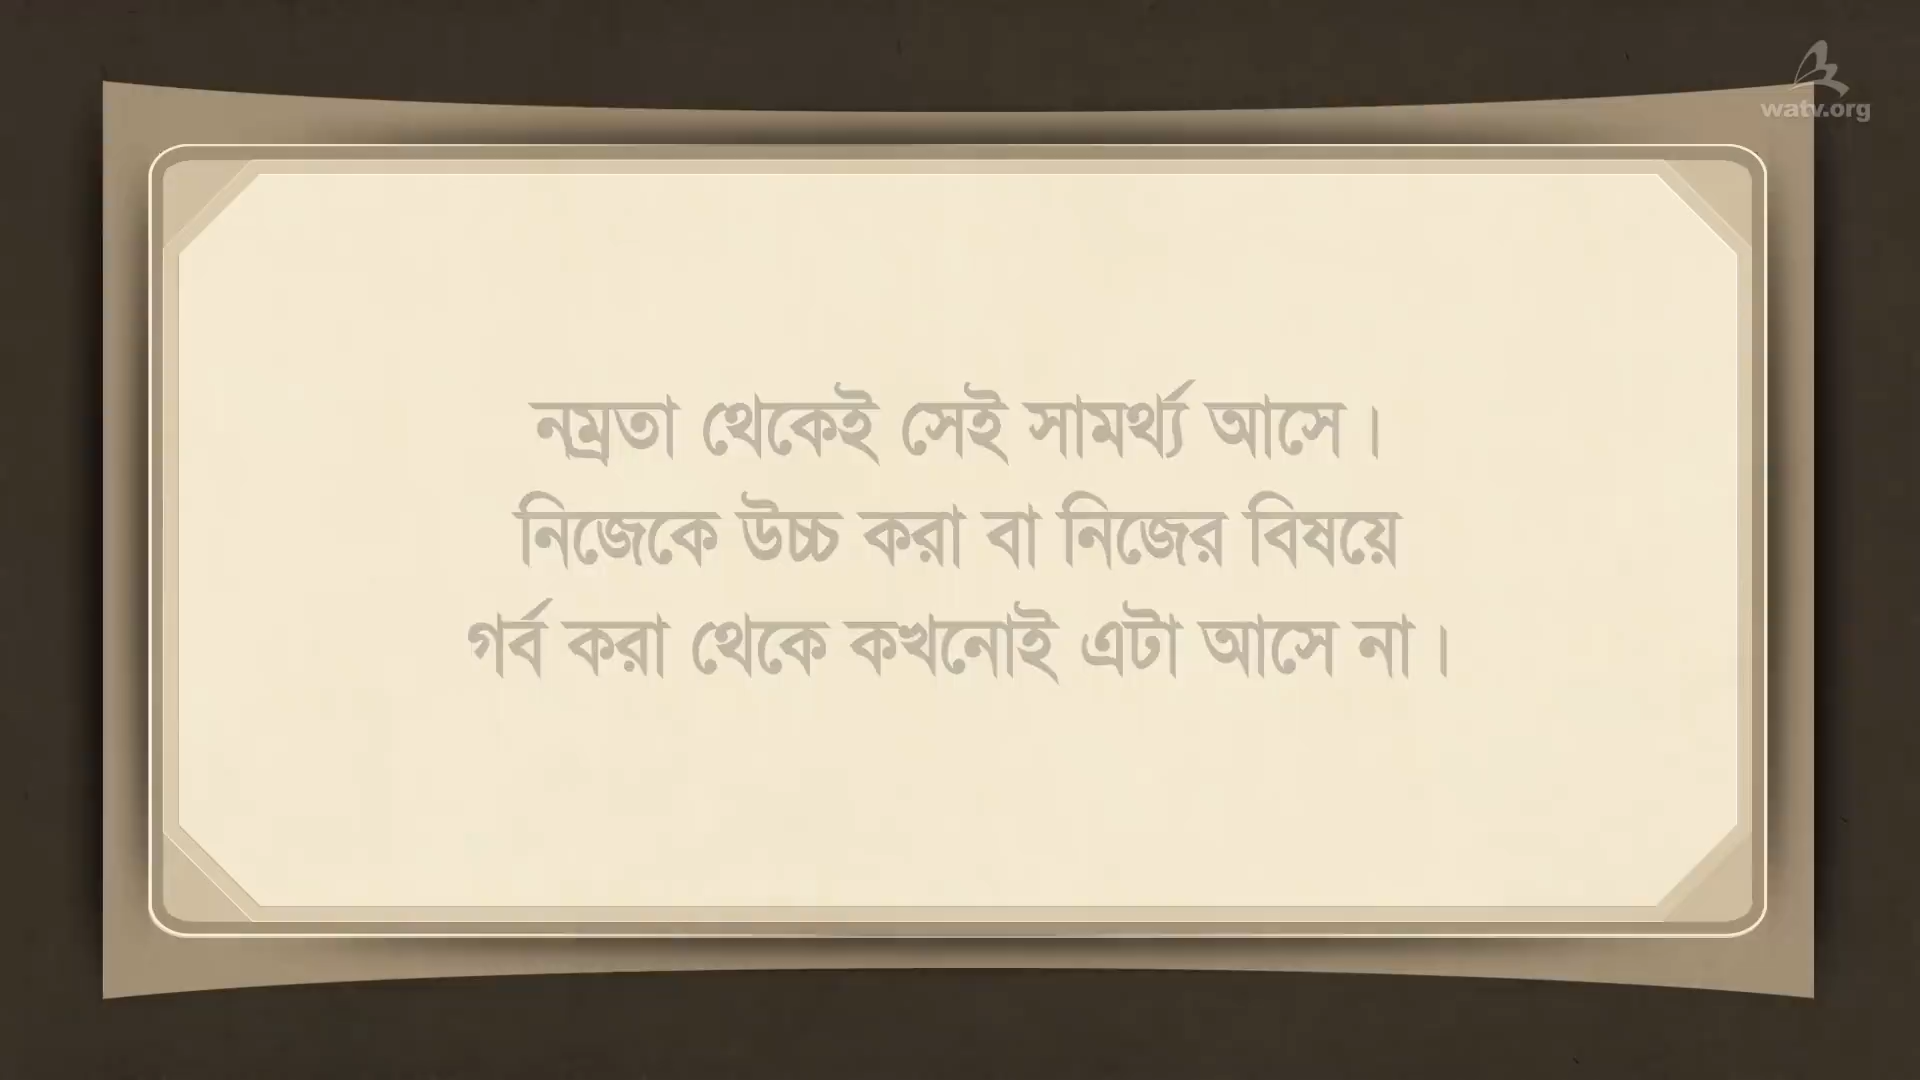 watv.org
নম্রতা থেকেই সেই সামর্থ্য আসে।
নিজেকে উচ্চ করা বা নিজের বিষয়ে
গর্ব করা থেকে কখনোই এটা আসে না।